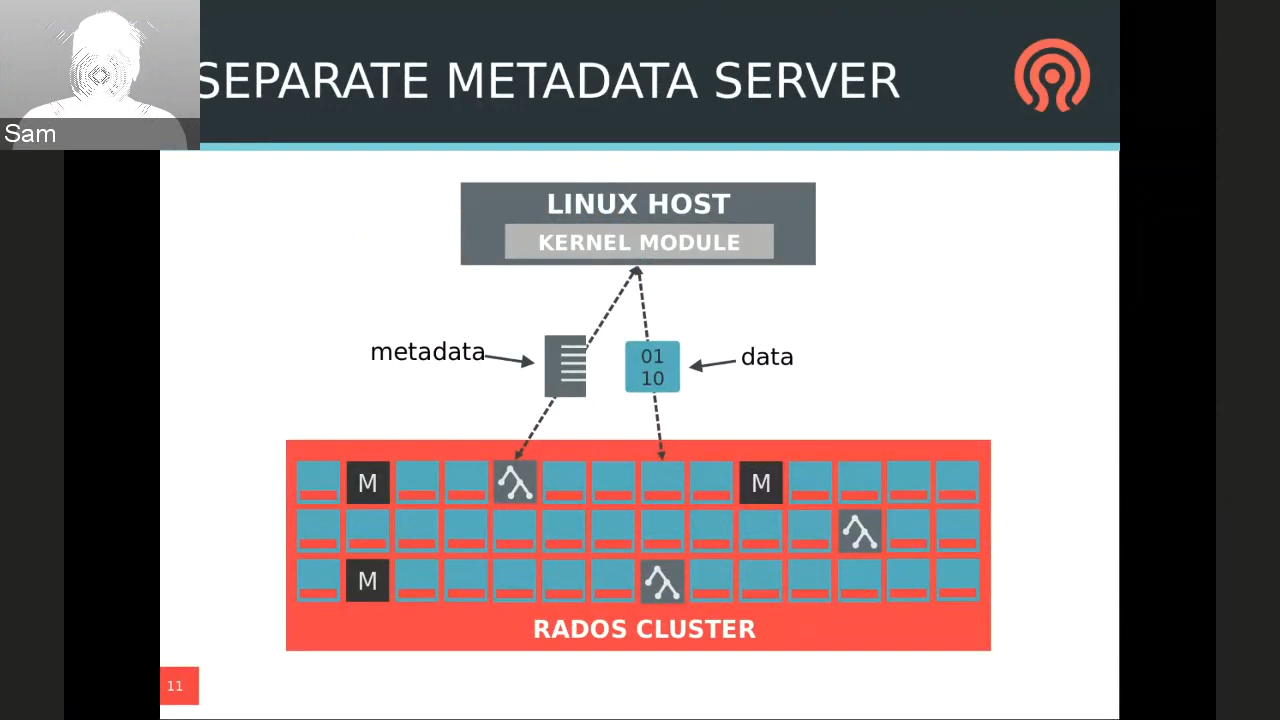 SEPARATE METADATA SERVER
Sam
LINUX HOST
KERNEL MODULE
metadata
01
10
data
M
M
M
RADOS CLUSTER
11